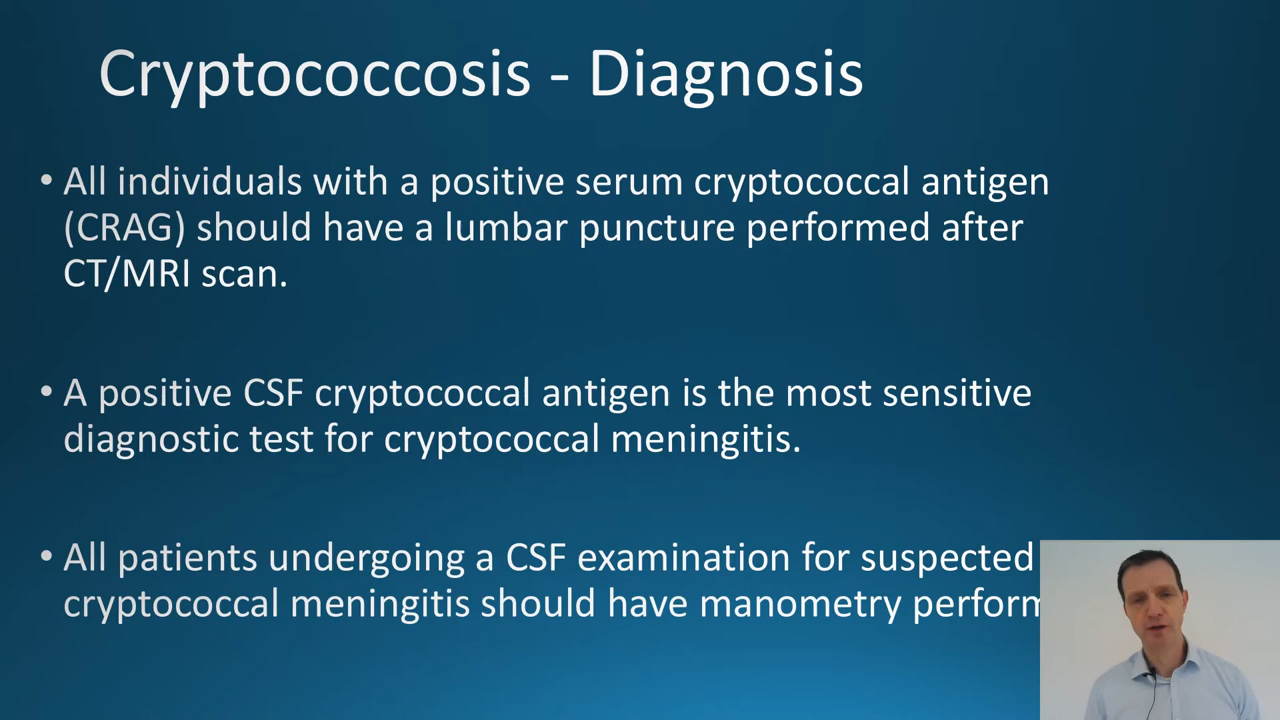 Cryptococcosis - Diagnosis
• All individuals with a positive serum cryptococcal antigen
(CRAG) should have a lumbar puncture performed after
CT/MRI scan.
• A positive CSF cryptococcal antigen is the most sensitive
diagnostic test for cryptococcal meningitis.
• All patients undergoing a CSF examination for suspected
cryptococcal meningitis should have manometry perform